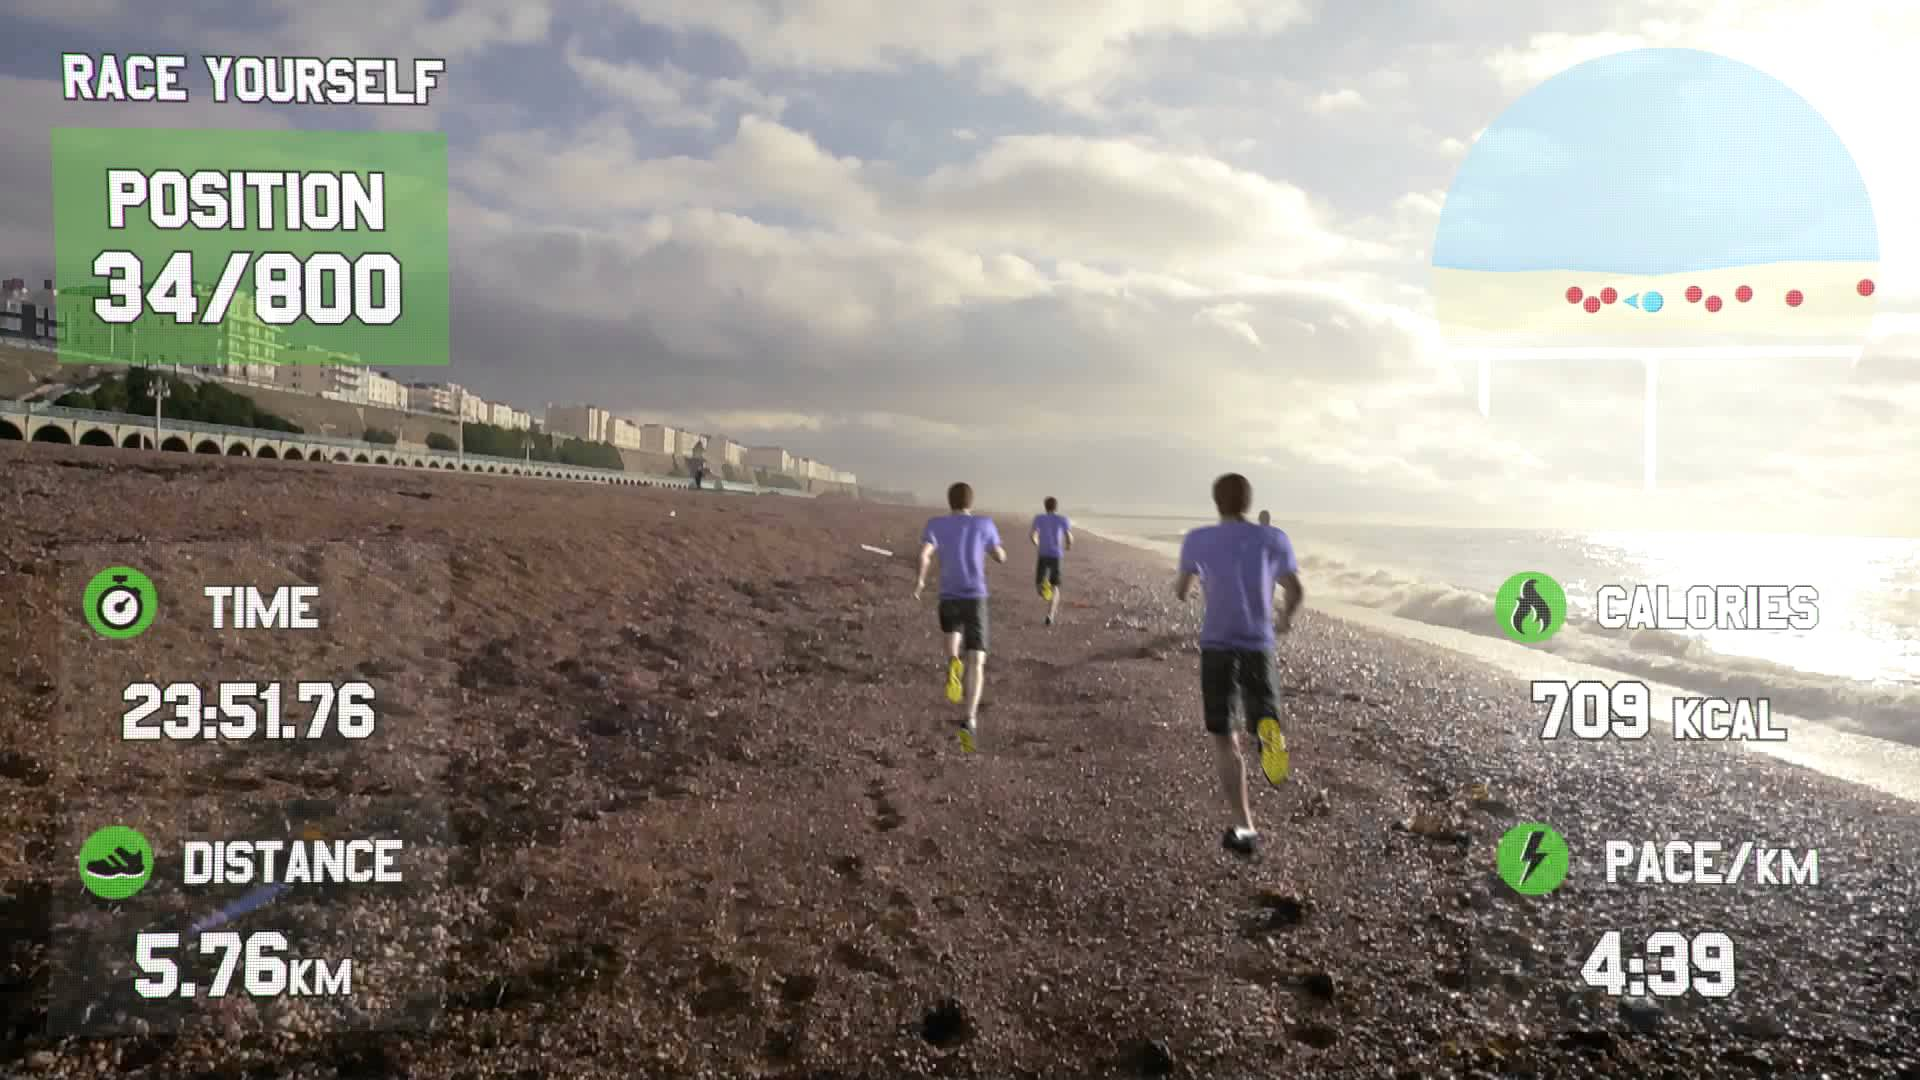 RACE YOURSELF
POSITION
34/800
TIME
23:51.76
DISTANCE
5.76KM
CALORIES
709 KCAL
PACE/KM
4:39